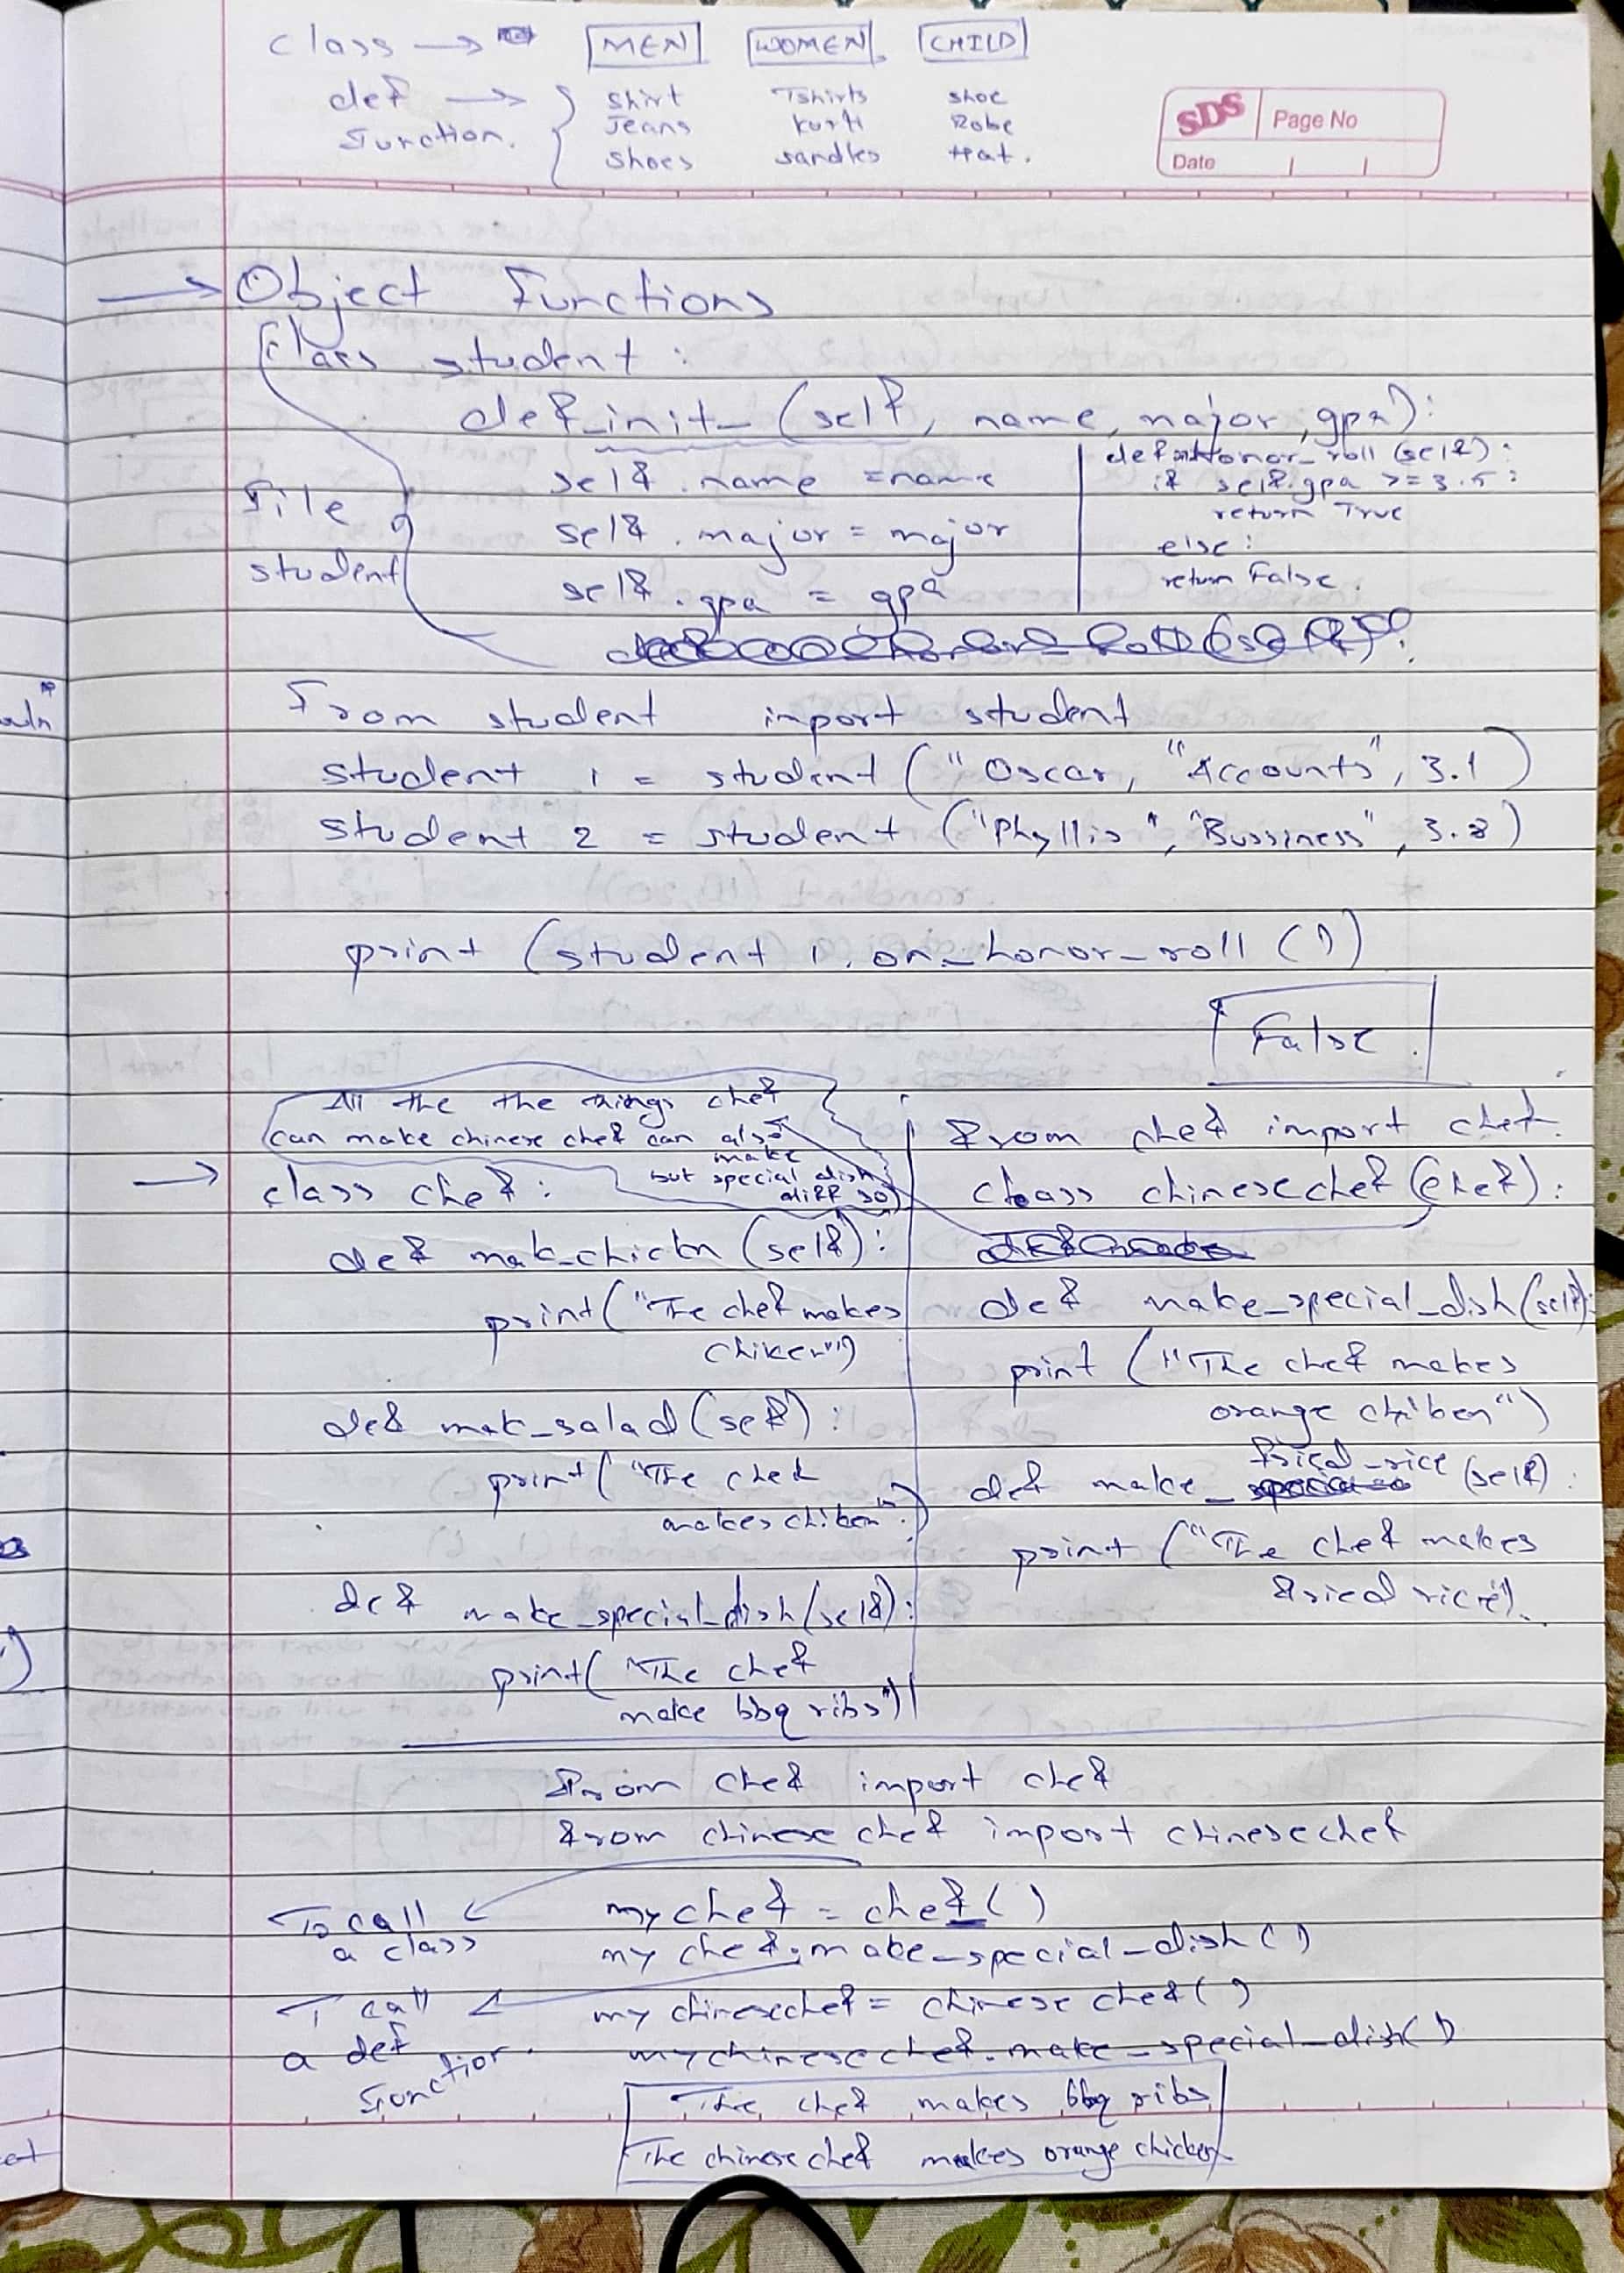 class → MEN WOMEN CHILD
def → { shirt Tshirts shoe
Function. Jeans kurti Robe
shoes sandles Hat.
SDS Page No
Date
→ Object Functions
Class student :
def_init_ (self, name, major, gpa):
self.name = name
self.major = major
self.gpa = gpa
File
student
def on Honor_roll (self):
if self.gpa >= 3.5 :
return True
else :
return False.
From student import student
student 1 = student ("Oscar, "Accounts", 3.1)
student 2 = student ("Phyllis", "Bussiness", 3.8)
print (student 1. on_honor_roll ())
False.
All the the things chef
can make chinese chef can also
make
but special dish
diff so
→ class chef :
def mak_chickn (self):
print("The chef makes
chiken")
def mak_salad (self):
print("The chef
makes chiken".)
def make_special_dish(self):
print("The chef
make bbq ribs")
from chef import chef.
class chinesechef (chef):
def make_special_dish(self):
print ("The chef makes
orange chiken")
def make_fried_rice (self):
print ("The chef makes
fried rice").
from chef import chef
from chinese chef import chinesechef
To call
a class
my chef = chef ()
my chef.make_special_dish()
T call
a def
Function.
my chinesechef = chinese chef()
my chinese chef.make_special_dish()
The chef makes bbq ribs
The chinese chef makes orange chicken